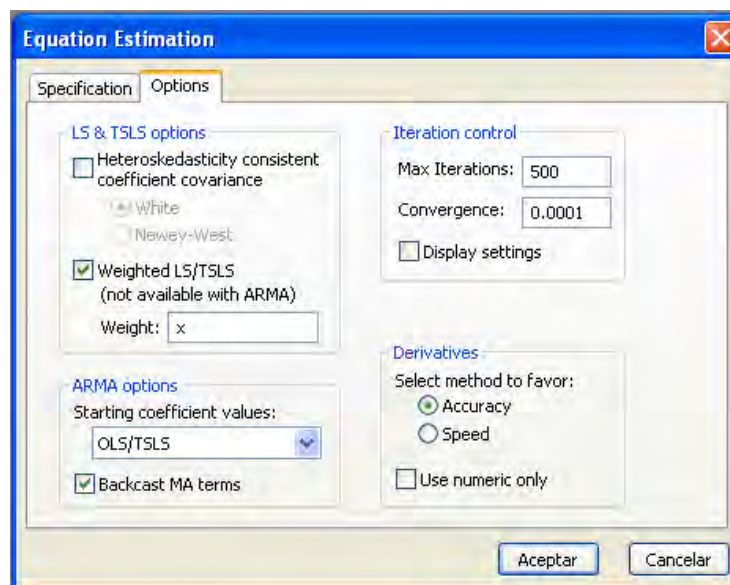 Equation Estimation
Specification
Options
LS & TSLS options
Heteroskedasticity consistent
coefficient covariance
White
Newey-West
Weighted LS/TSLS
(not available with ARMA)
Weight: x
ARMA options
Starting coefficient values:
OLS/TSLS
Backcast MA terms
Iteration control
Max Iterations: 500
Convergence: 0.0001
Display settings
Derivatives
Select method to favor:
Accuracy
Speed
Use numeric only
Aceptar
Cancelar